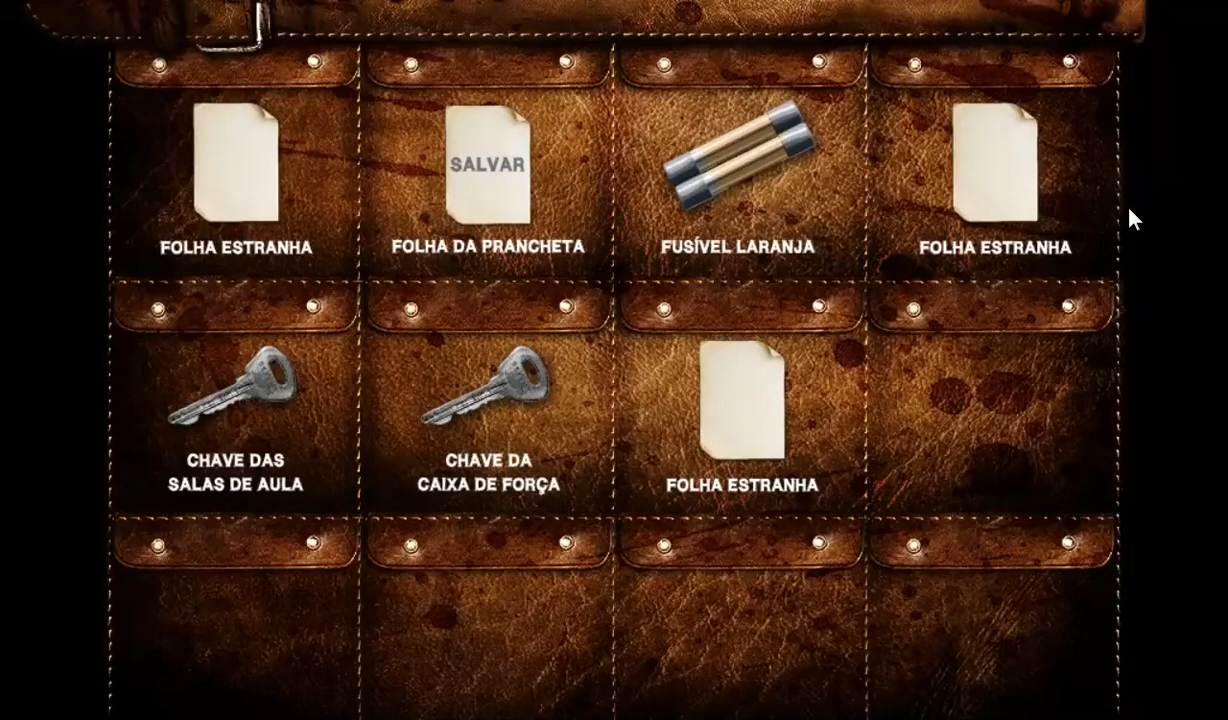 SALVAR
FOLHA ESTRANHA
FOLHA DA PRANCHETA
FUSÍVEL LARANJA
FOLHA ESTRANHA
CHAVE DAS
SALAS DE AULA
CHAVE DA
CAIXA DE FORÇA
FOLHA ESTRANHA